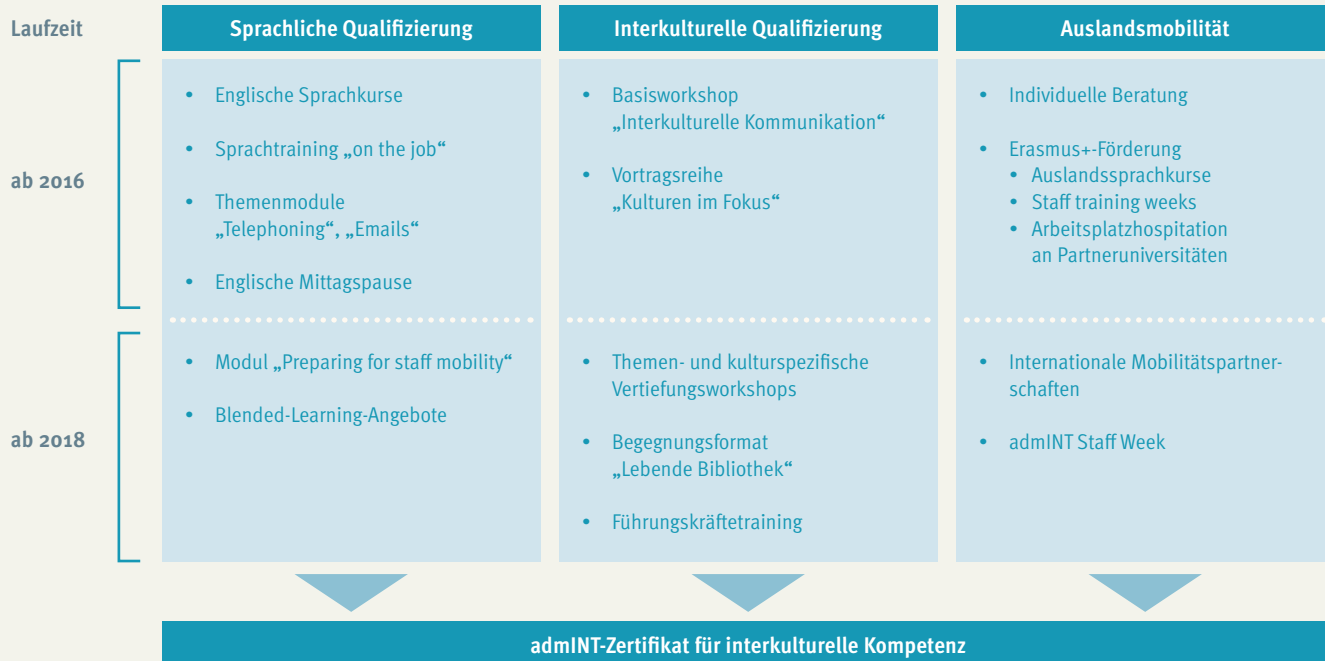 Laufzeit
Sprachliche Qualifizierung
Interkulturelle Qualifizierung
Auslandsmobilität
ab 2016
• Englische Sprachkurse
• Sprachtraining „on the job“
• Themenmodule
„Telephoning“, „Emails“
• Englische Mittagspause
• Basisworkshop
„Interkulturelle Kommunikation“
• Vortragsreihe
„Kulturen im Fokus“
• Individuelle Beratung
• Erasmus+-Förderung
• Auslandssprachkurse
• Staff training weeks
• Arbeitsplatzhospitation
an Partneruniversitäten
ab 2018
• Modul „Preparing for staff mobility“
• Blended-Learning-Angebote
• Themen- und kulturspezifische
Vertiefungsworkshops
• Begegnungsformat
„Lebende Bibliothek“
• Führungskräftetraining
• Internationale Mobilitätspartner-
schaften
• admINT Staff Week
admINT-Zertifikat für interkulturelle Kompetenz